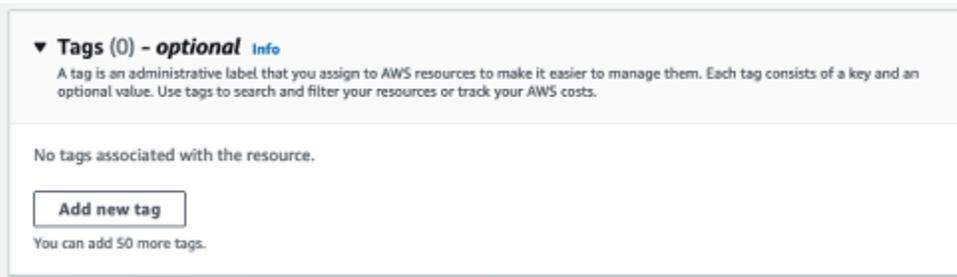 Tags (0) - optional Info
A tag is an administrative label that you assign to AWS resources to make it easier to manage them. Each tag consists of a key and an
optional value. Use tags to search and filter your resources or track your AWS costs.
No tags associated with the resource.
Add new tag
You can add 50 more tags.